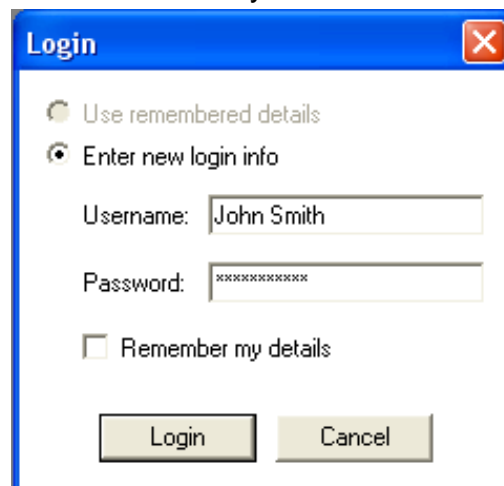 Login
Use remembered details
Enter new login info
Username: John Smith
Password: ***********
Remember my details
Login Cancel